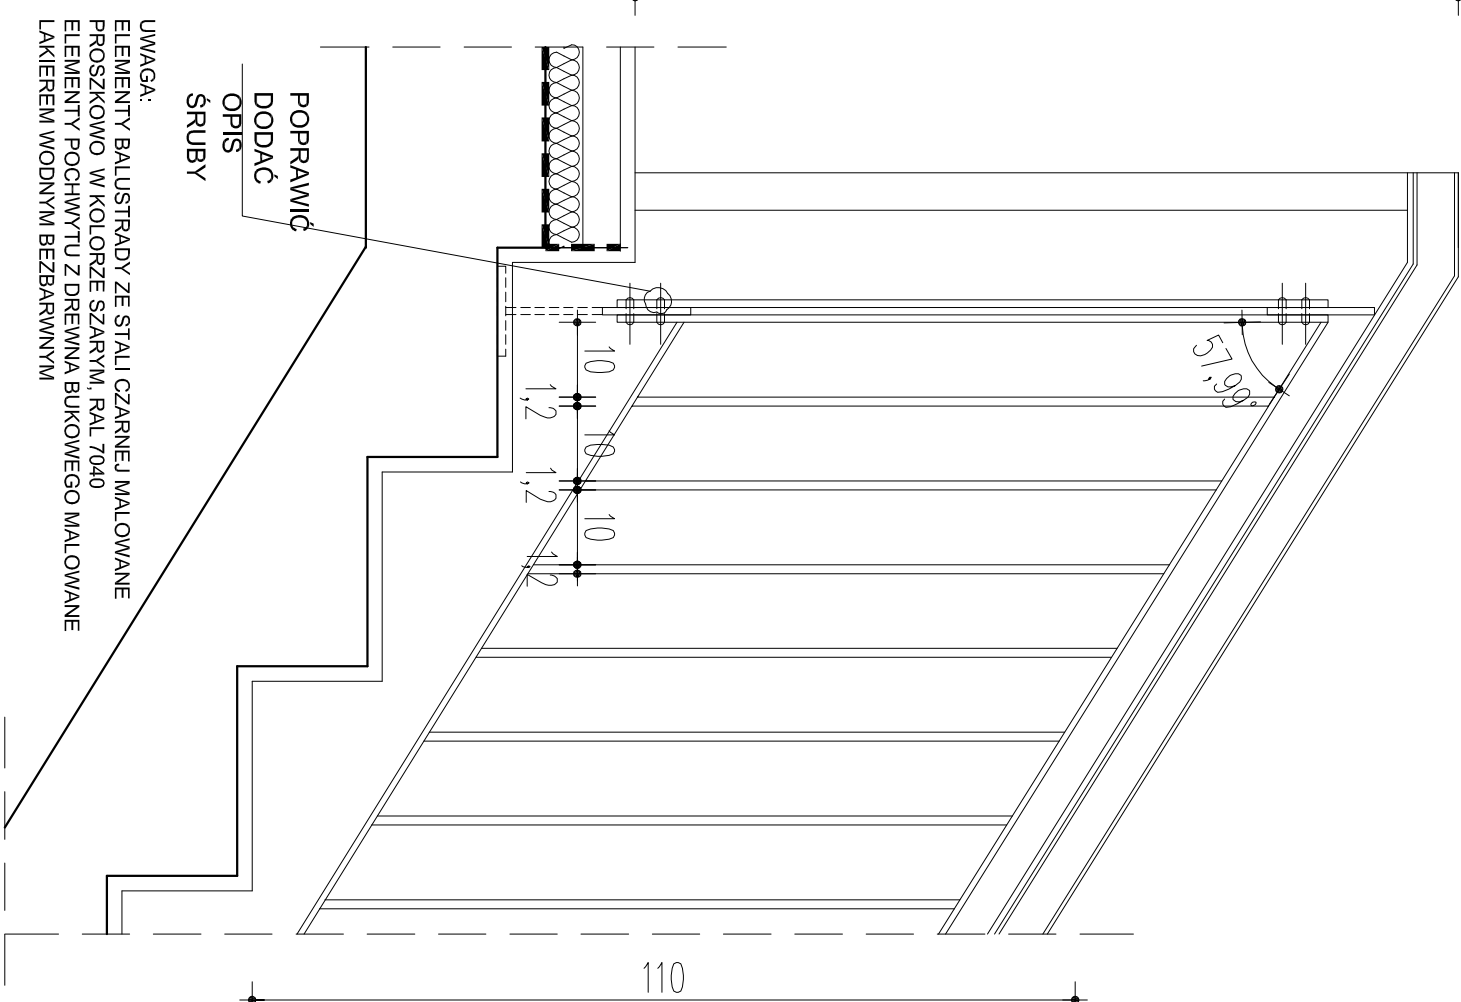 POPRAWIĆ
DODAĆ
OPIS
ŚRUBY
UWAGA:
ELEMENTY BALUSTRADY ZE STALI CZARNEJ MALOWANE
PROSZKOWO W KOLORZE SZARYM, RAL 7040
ELEMENTY POCHWYTU Z DREWNA BUKOWEGO MALOWANE
LAKIEREM WODNYM BEZBARWNYM
57,99°
10
1,2
10
1,2
10
1,2
110